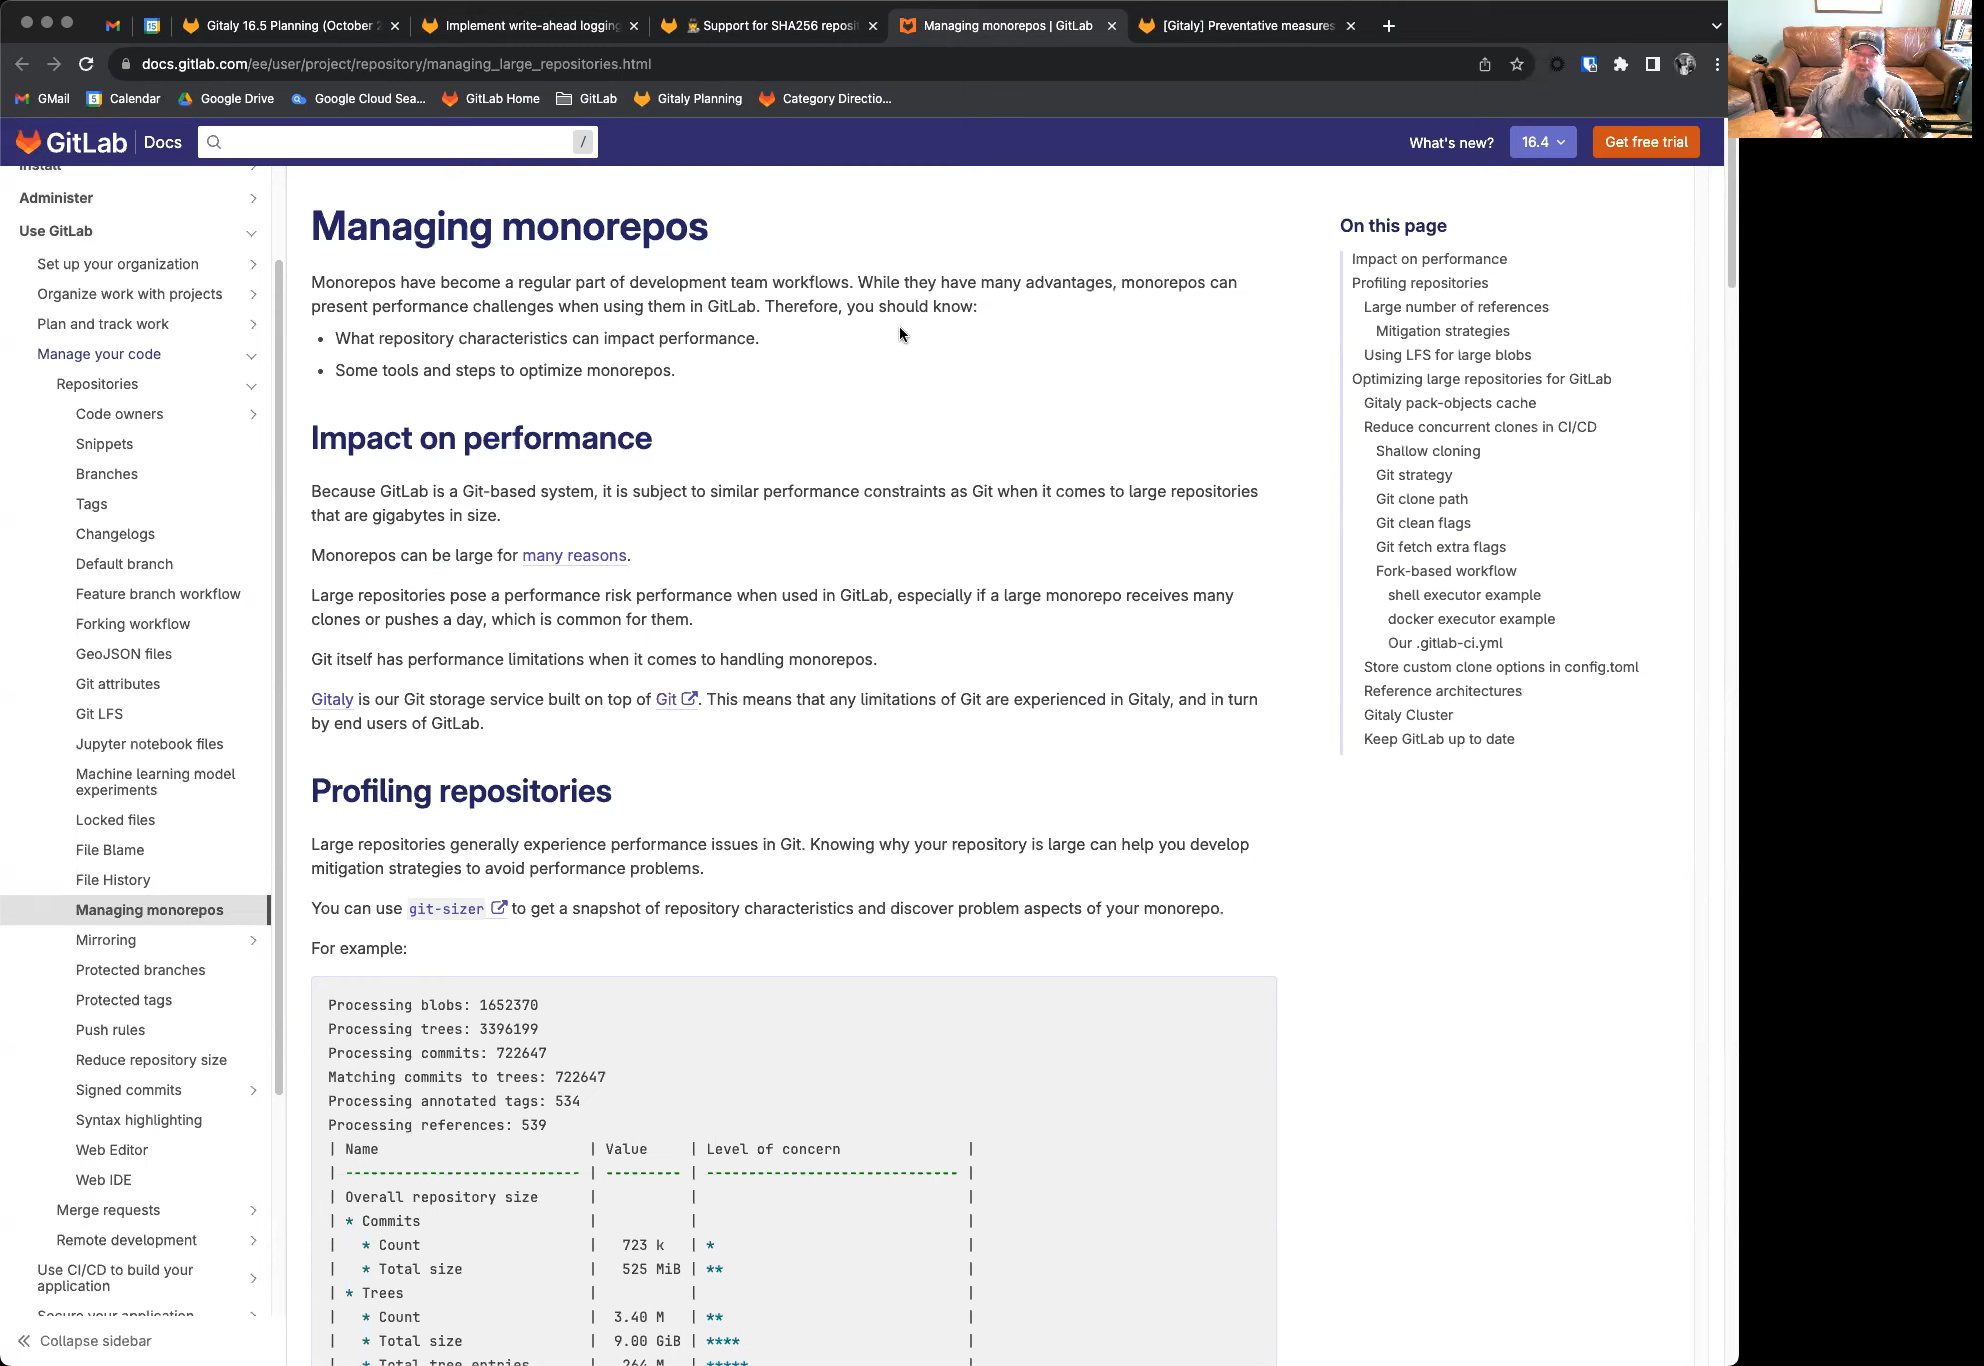 Gitaly 16.5 Planning (October 2
Implement write-ahead logging
Support for SHA256 reposit
Managing monorepos | GitLab
[Gitaly] Preventative measures
docs.gitlab.com/ee/user/project/repository/managing_large_repositories.html
GMail
Calendar
Google Drive
Google Cloud Sea...
GitLab Home
GitLab
Gitaly Planning
Category Directio...
GitLab
Docs
/
What's new?
16.4
Get free trial
Install
Administer
Use GitLab
Set up your organization
Organize work with projects
Plan and track work
Manage your code
Repositories
Code owners
Snippets
Branches
Tags
Changelogs
Default branch
Feature branch workflow
Forking workflow
GeoJSON files
Git attributes
Git LFS
Jupyter notebook files
Machine learning model
experiments
Locked files
File Blame
File History
Managing monorepos
Mirroring
Protected branches
Protected tags
Push rules
Reduce repository size
Signed commits
Syntax highlighting
Web Editor
Web IDE
Merge requests
Remote development
Use CI/CD to build your
application
Secure your application
Collapse sidebar
Managing monorepos
Monorepos have become a regular part of development team workflows. While they have many advantages, monorepos can
present performance challenges when using them in GitLab. Therefore, you should know:
• What repository characteristics can impact performance.
• Some tools and steps to optimize monorepos.
Impact on performance
Because GitLab is a Git-based system, it is subject to similar performance constraints as Git when it comes to large repositories
that are gigabytes in size.
Monorepos can be large for many reasons.
Large repositories pose a performance risk performance when used in GitLab, especially if a large monorepo receives many
clones or pushes a day, which is common for them.
Git itself has performance limitations when it comes to handling monorepos.
Gitaly is our Git storage service built on top of Git. This means that any limitations of Git are experienced in Gitaly, and in turn
by end users of GitLab.
Profiling repositories
Large repositories generally experience performance issues in Git. Knowing why your repository is large can help you develop
mitigation strategies to avoid performance problems.
You can use git-sizer to get a snapshot of repository characteristics and discover problem aspects of your monorepo.
For example:
Processing blobs: 1652370
Processing trees: 3396199
Processing commits: 722647
Matching commits to trees: 722647
Processing annotated tags: 534
Processing references: 539
| Name | Value | Level of concern |
| ---------------------------- | --------- | ------------------------------ |
| Overall repository size | | |
| * Commits | | |
| * Count | 723 k | * |
| * Total size | 525 MiB | ** |
| * Trees | | |
| * Count | 3.40 M | ** |
| * Total size | 9.00 GiB | **** |
| * Total tree entries | 264 M | ***** |
On this page
Impact on performance
Profiling repositories
Large number of references
Mitigation strategies
Using LFS for large blobs
Optimizing large repositories for GitLab
Gitaly pack-objects cache
Reduce concurrent clones in CI/CD
Shallow cloning
Git strategy
Git clone path
Git clean flags
Git fetch extra flags
Fork-based workflow
shell executor example
docker executor example
Our .gitlab-ci.yml
Store custom clone options in config.toml
Reference architectures
Gitaly Cluster
Keep GitLab up to date